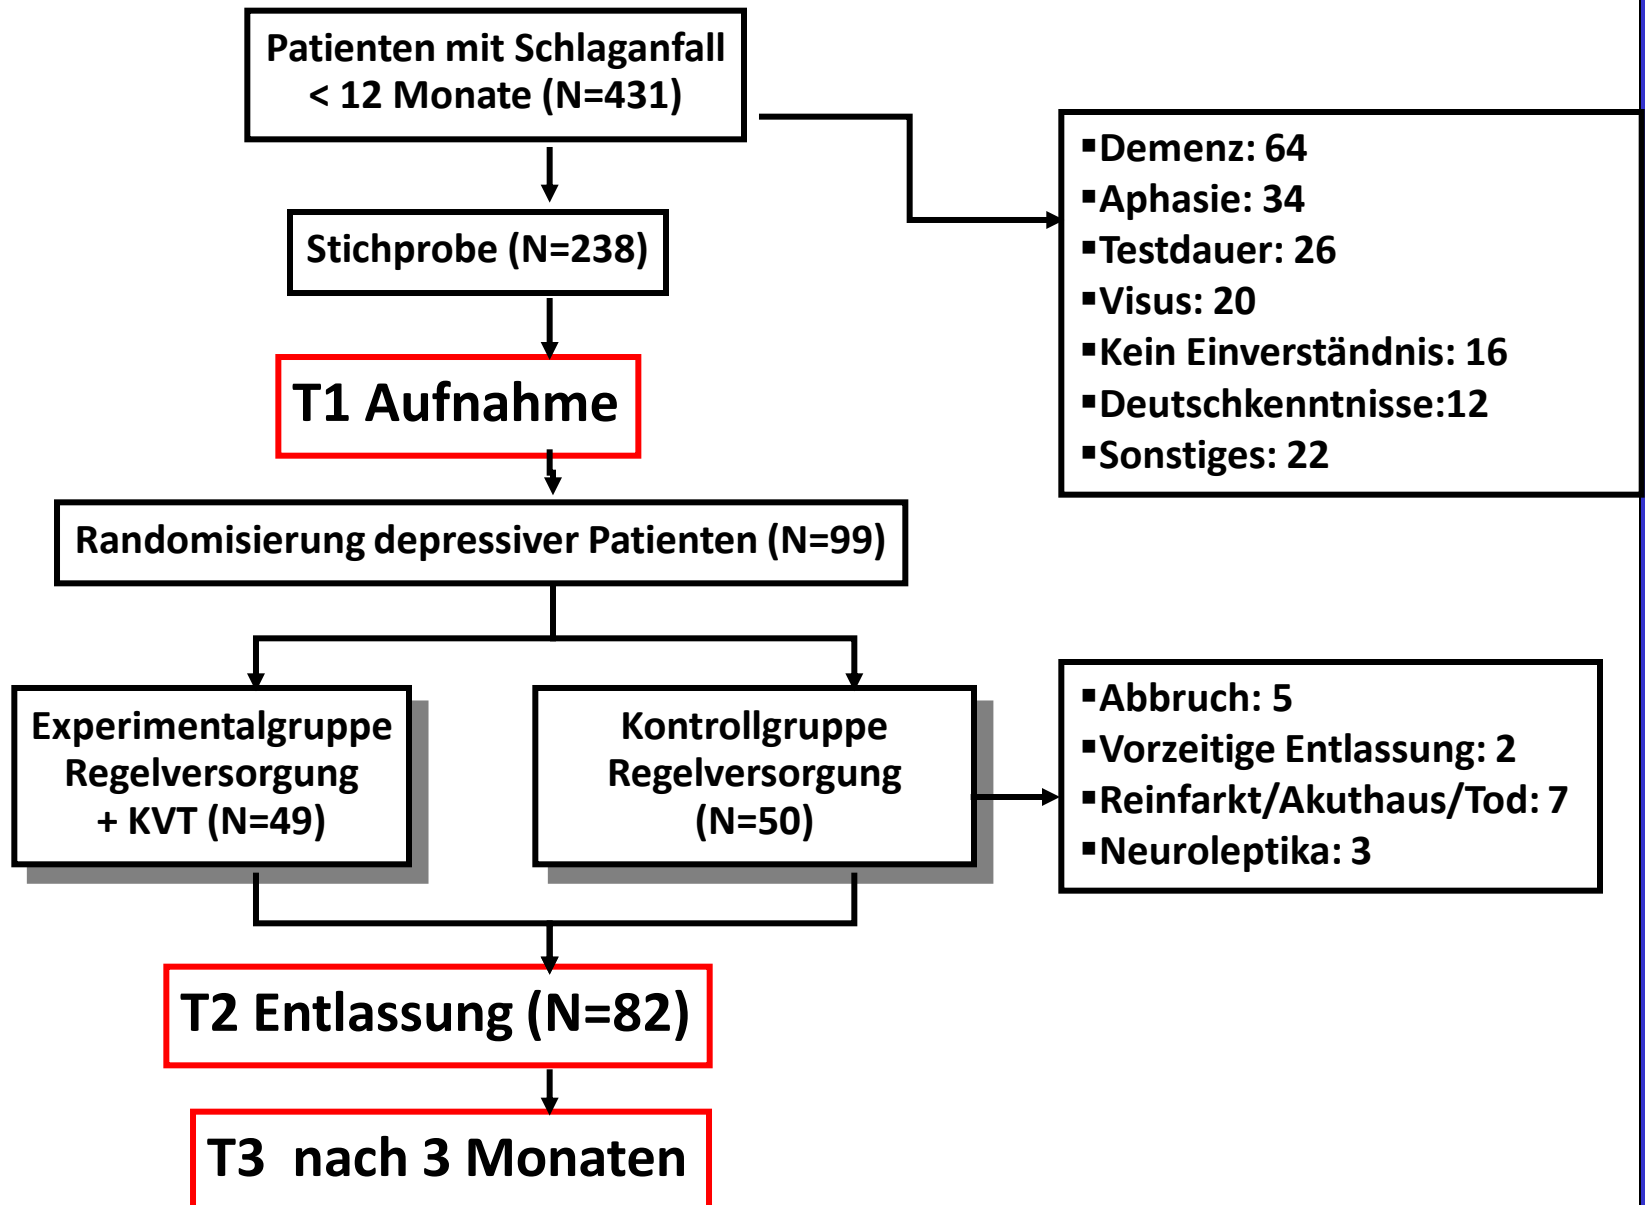 Patienten mit Schlaganfall
< 12 Monate (N=431)
▪Demenz: 64
▪Aphasie: 34
▪Testdauer: 26
▪Visus: 20
▪Kein Einverständnis: 16
▪Deutschkenntnisse:12
▪Sonstiges: 22
Stichprobe (N=238)
T1 Aufnahme
Randomisierung depressiver Patienten (N=99)
Experimentalgruppe
Regelversorgung
+ KVT (N=49)
Kontrollgruppe
Regelversorgung
(N=50)
▪Abbruch: 5
▪Vorzeitige Entlassung: 2
▪Reinfarkt/Akuthaus/Tod: 7
▪Neuroleptika: 3
T2 Entlassung (N=82)
T3  nach 3 Monaten